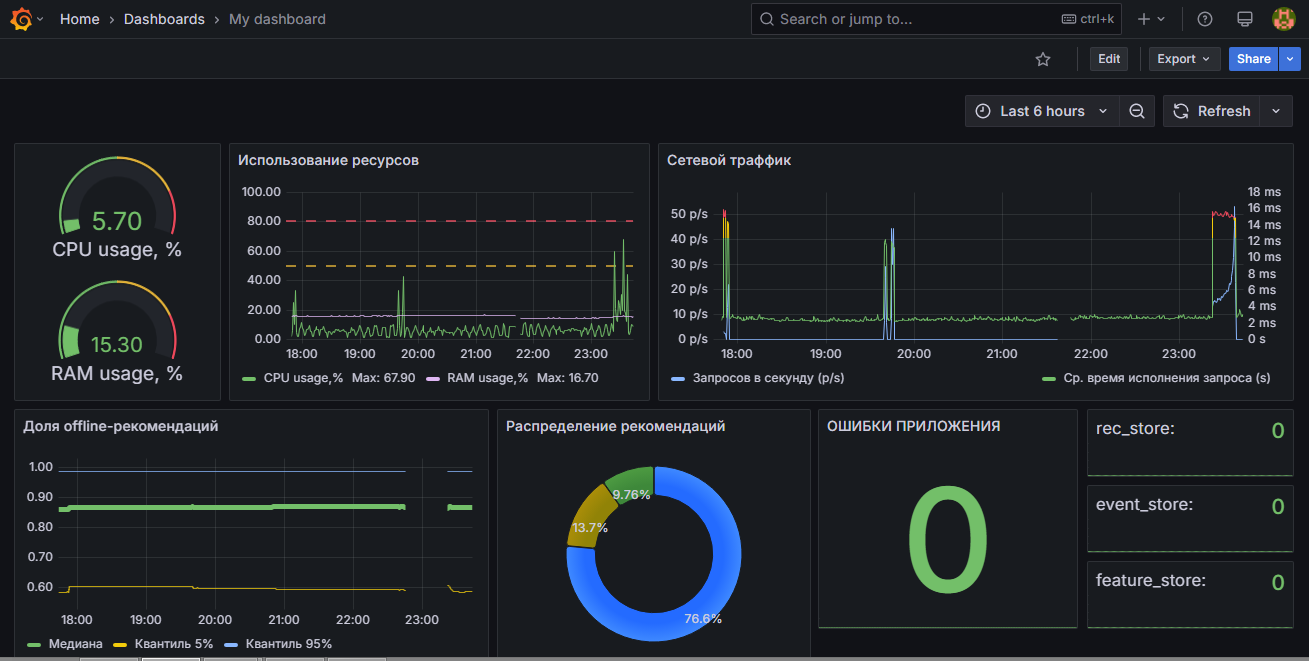 Home › Dashboards › My dashboard
Search or jump to... ctrl+k
Edit Export Share
Last 6 hours Refresh
5.70
CPU usage, %
15.30
RAM usage, %
Использование ресурсов
100.00
80.00
60.00
40.00
20.00
0.00
18:00 19:00 20:00 21:00 22:00 23:00
CPU usage,% Max: 67.90 RAM usage,% Max: 16.70
Сетевой траффик
50 p/s
40 p/s
30 p/s
20 p/s
10 p/s
0 p/s
18 ms
16 ms
14 ms
12 ms
10 ms
8 ms
6 ms
4 ms
2 ms
0 s
18:00 19:00 20:00 21:00 22:00 23:00
Запросов в секунду (p/s) Ср. время исполнения запроса (s)
Доля offline-рекомендаций
1.00
0.90
0.80
0.70
0.60
18:00 19:00 20:00 21:00 22:00 23:00
Медиана Квантиль 5% Квантиль 95%
Распределение рекомендаций
9.76%
13.7%
76.6%
ОШИБКИ ПРИЛОЖЕНИЯ
0
rec_store: 0
event_store: 0
feature_store: 0